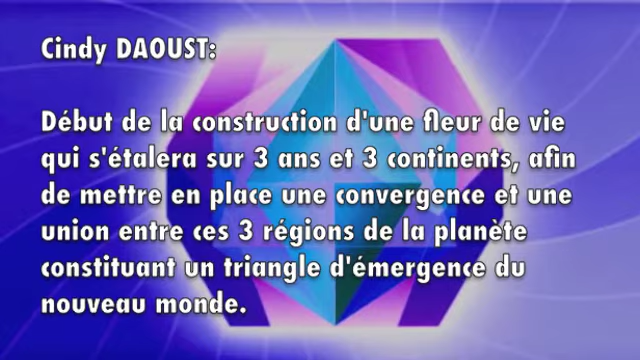 Cindy DAOUST:
Début de la construction d'une fleur de vie
qui s'étalera sur 3 ans et 3 continents, afin
de mettre en place une convergence et une
union entre ces 3 régions de la planète
constituant un triangle d'émergence du
nouveau monde.